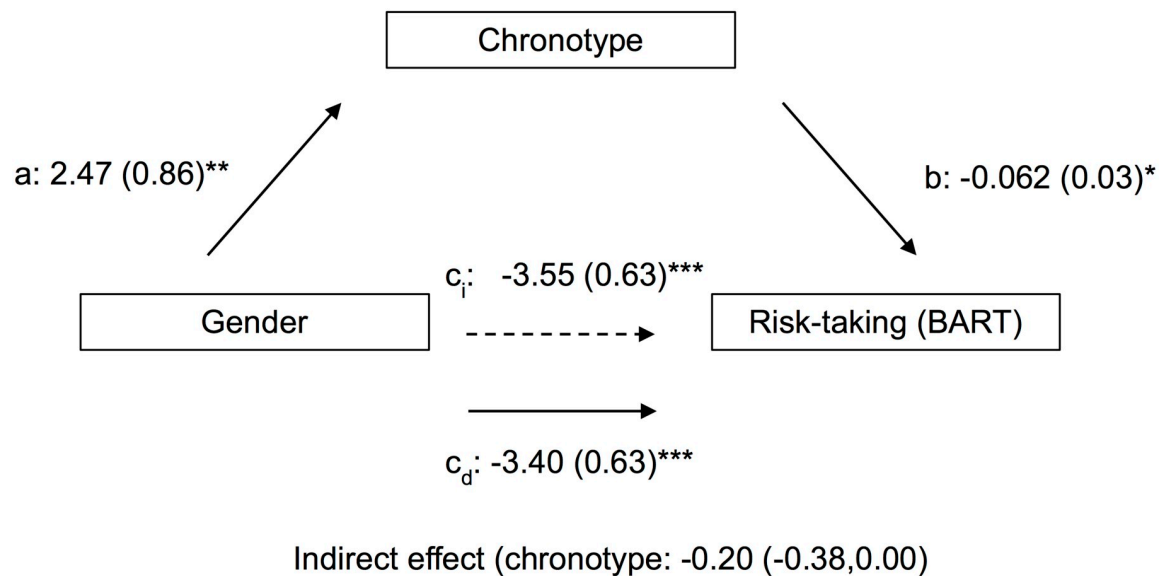 Chronotype
a: 2.47 (0.86)**
b: -0.062 (0.03)*
cᵢ: -3.55 (0.63)***
Gender
Risk-taking (BART)
c_d: -3.40 (0.63)***
Indirect effect (chronotype: -0.20 (-0.38,0.00)